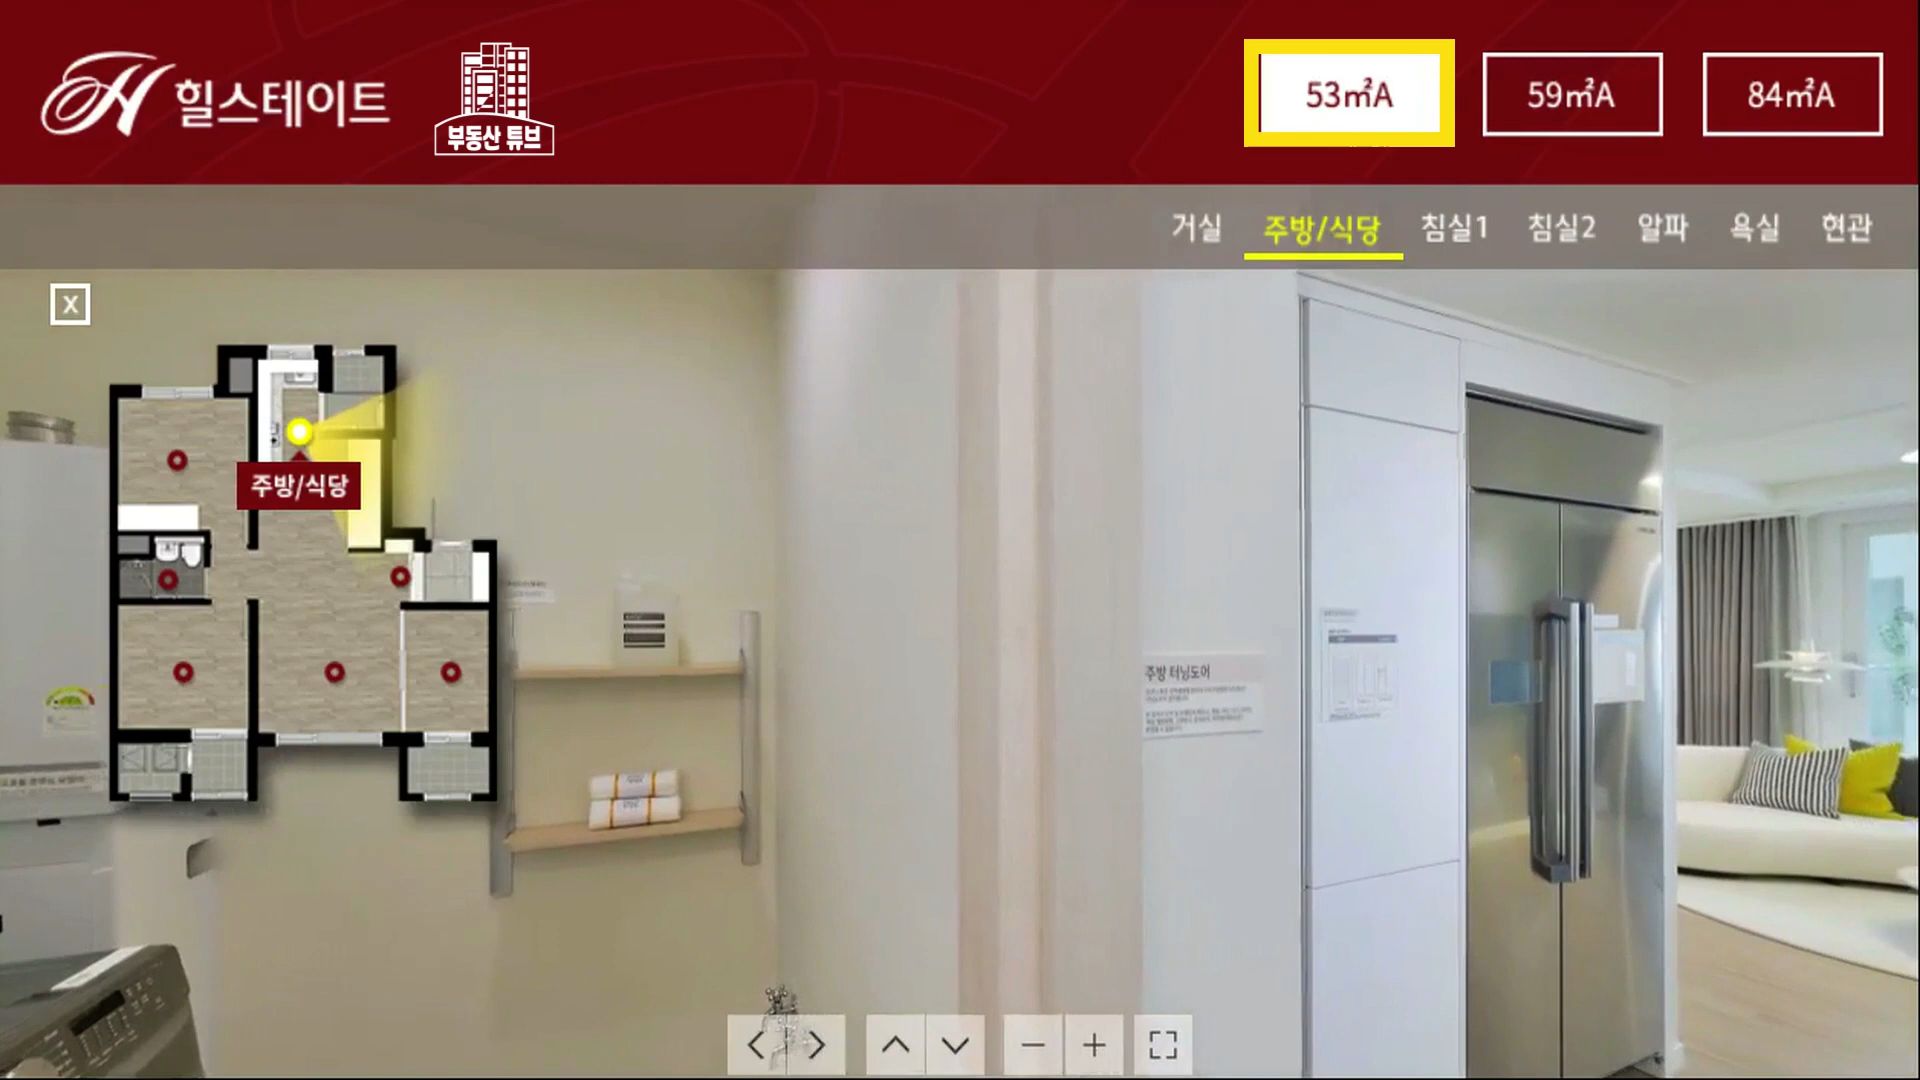 힐스테이트
부동산 튜브
53㎡A
59㎡A
84㎡A
거실
주방/식당
침실1
침실2
알파
욕실
현관
X
주방/식당
주방 터닝도어